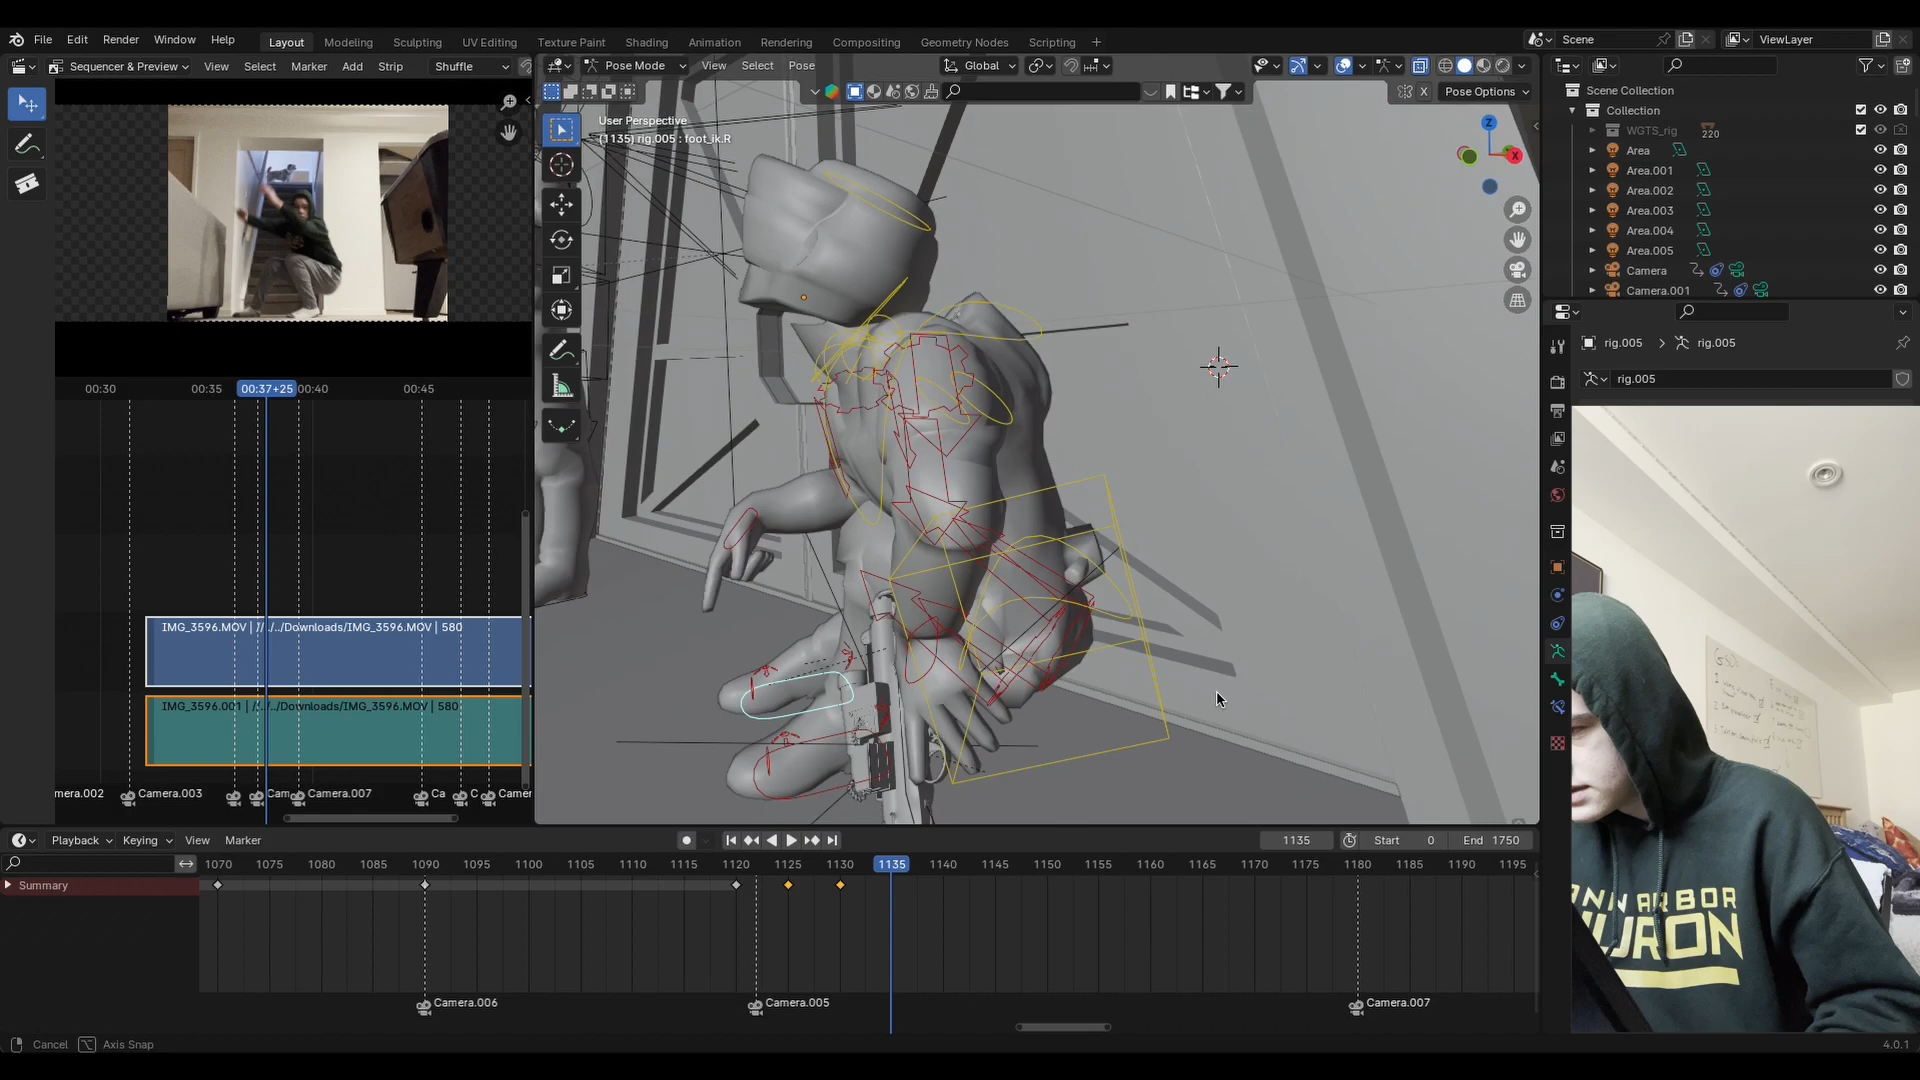 File Edit Render Window Help Layout Modeling Sculpting UV Editing Texture Paint Shading Animation Rendering Compositing Geometry Nodes Scripting + Scene ViewLayer
Sequencer & Preview View Select Marker Add Strip Shuffle
Pose Mode View Select Pose Global
Pose Options
User Perspective
(1135) rig.005 : foot_ik.R
Z
X
Scene Collection
Collection
WGTS_rig 220
Area
Area.001
Area.002
Area.003
Area.004
Area.005
Camera
Camera.001
rig.005 rig.005
rig.005
00:30 00:35 00:37+25 00:40 00:45
IMG_3596.MOV | //../../Downloads/IMG_3596.MOV | 580
IMG_3596.001 | //../../Downloads/IMG_3596.MOV | 580
mera.002 Camera.003 Cam Camera.007 Ca C Camer
Playback Keying View Marker 1135 Start 0 End 1750
1070 1075 1080 1085 1090 1095 1100 1105 1110 1115 1120 1125 1130 1135 1140 1145 1150 1155 1160 1165 1170 1175 1180 1185 1190 1195
Summary
Camera.006 Camera.005 Camera.007
Cancel Axis Snap 4.0.1
ANN ARBOR
HURON